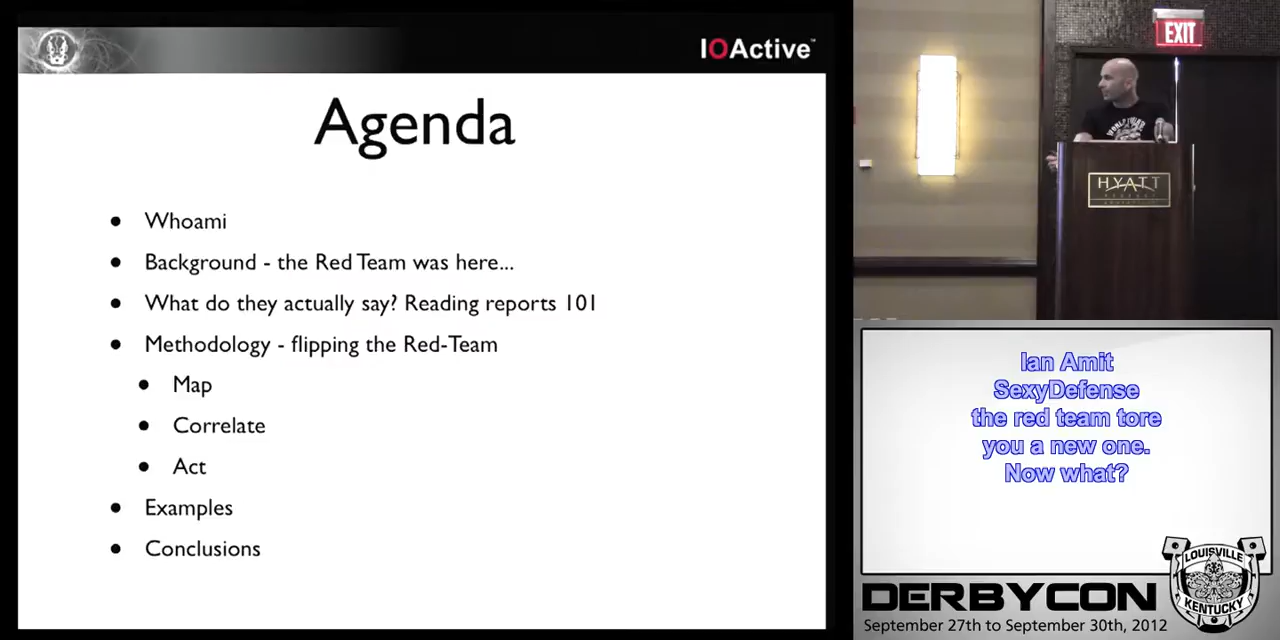 IOActive™
Agenda
• Whoami
• Background - the Red Team was here...
• What do they actually say? Reading reports 101
• Methodology - flipping the Red-Team
• Map
• Correlate
• Act
• Examples
• Conclusions
EXIT
HYATT
Ian Amit
SexyDefense
the red team tore
you a new one.
Now what?
LOUISVILLE
KENTUCKY
DERBYCON
September 27th to September 30th, 2012